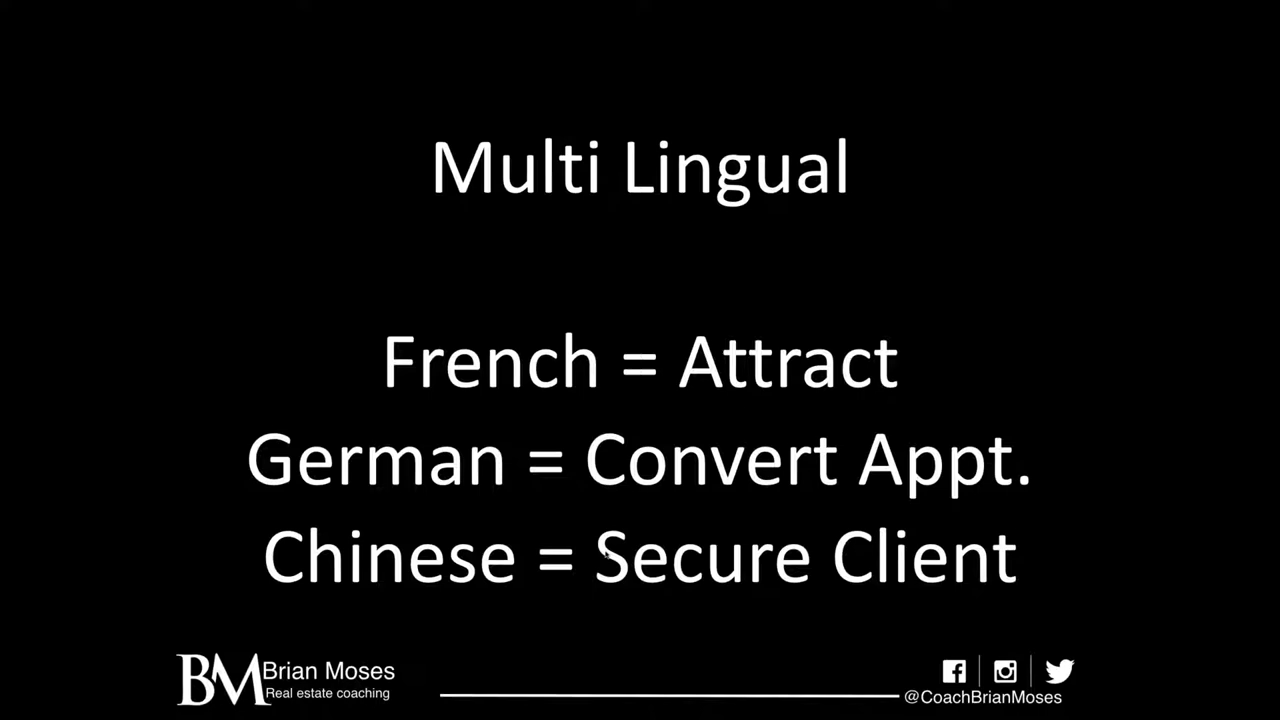 Multi Lingual
French = Attract
German = Convert Appt.
Chinese = Secure Client
BM Brian Moses
Real estate coaching
@CoachBrianMoses